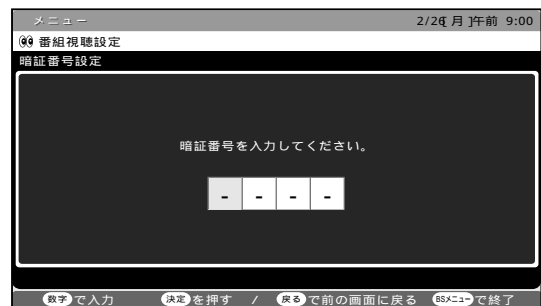 メニュー 2/26[月]午前 9:00
番組視聴設定
暗証番号設定
暗証番号を入力してください。
- - - -
数字で入力 決定を押す / 戻るで前の画面に戻る BSメニューで終了